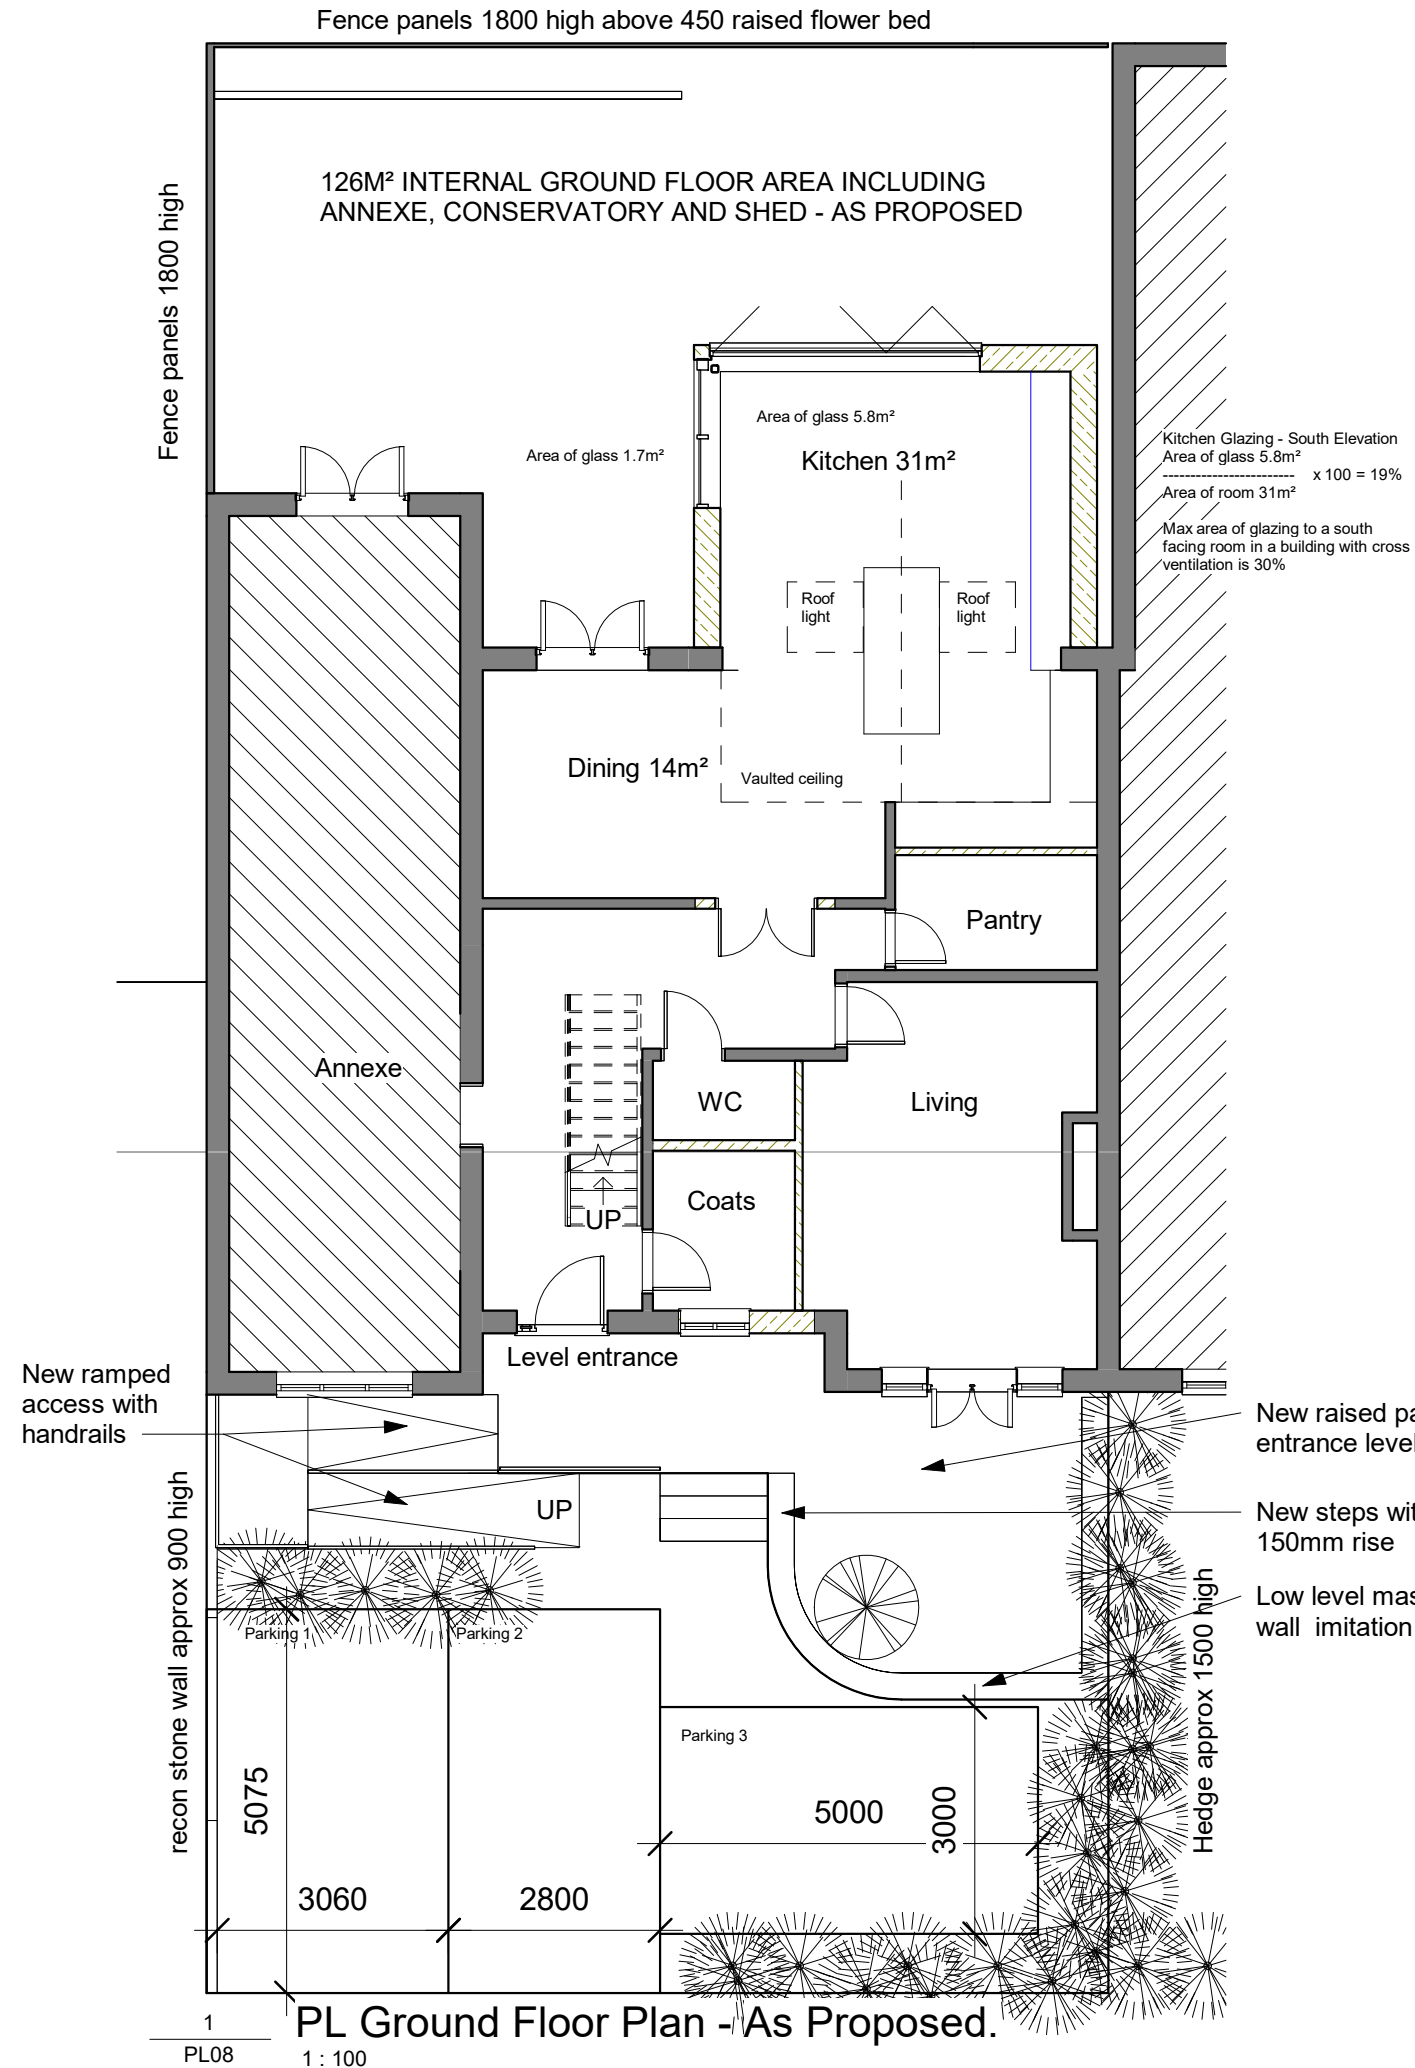 Fence panels 1800 high above 450 raised flower bed
126M² INTERNAL GROUND FLOOR AREA INCLUDING
ANNEXE, CONSERVATORY AND SHED - AS PROPOSED
Fence panels 1800 high
Area of glass 5.8m²
Area of glass 1.7m²
Kitchen 31m²
Kitchen Glazing - South Elevation
Area of glass 5.8m²
------------------------ x 100 = 19%
Area of room 31m²
Max area of glazing to a south
facing room in a building with cross
ventilation is 30%
Roof
light
Roof
light
Dining 14m²
Vaulted ceiling
Pantry
Annexe
WC
Living
Coats
UP
Level entrance
New ramped
access with
handrails
New raised
entrance level
UP
New steps
150mm rise
Low level
wall imitation
recon stone wall approx 900 high
Hedge approx 1500 high
Parking 1
Parking 2
Parking 3
5075
5000
3000
3060
2800
1
PL08
PL Ground Floor Plan - As Proposed.
1 : 100